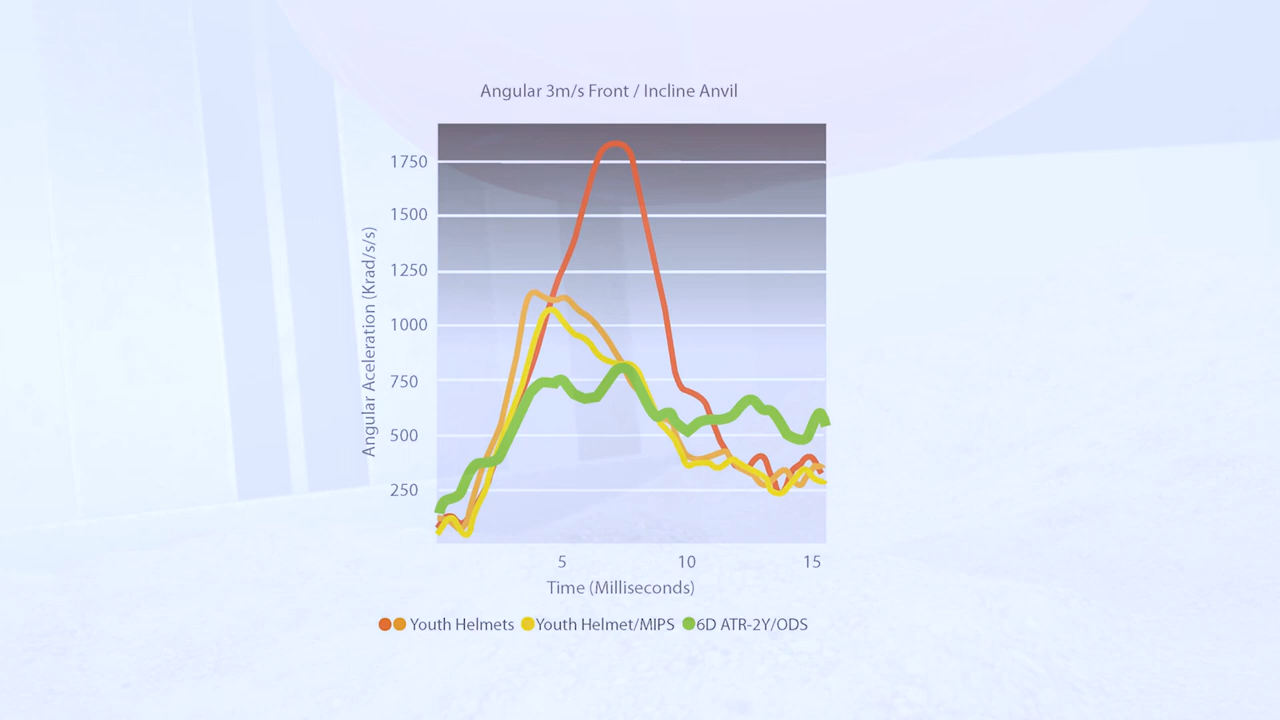 Angular 3m/s Front / Incline Anvil
1750
1500
1250
1000
750
500
250
Angular Aceleration (Krad/s/s)
5 10 15
Time (Milliseconds)
Youth Helmets Youth Helmet/MIPS 6D ATR-2Y/ODS